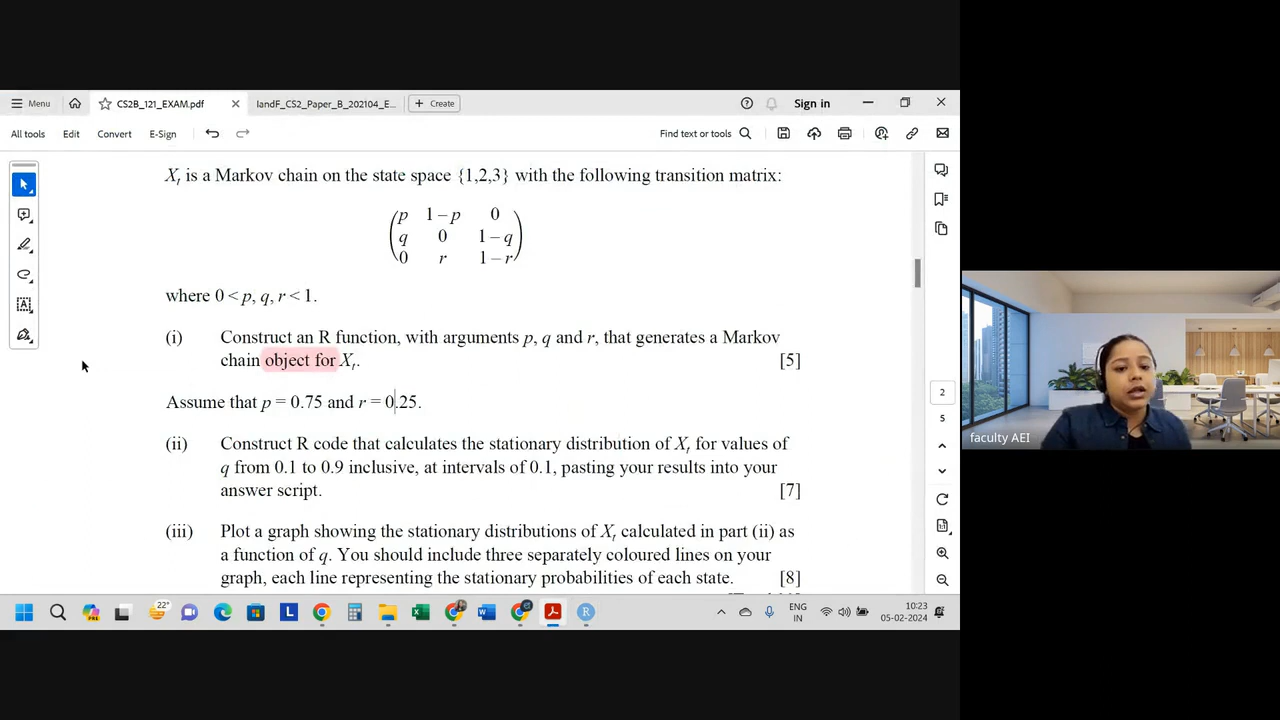 Menu
CS2B_121_EXAM.pdf
IandF_CS2_Paper_B_202104_E...
Create
Sign in
All tools Edit Convert E-Sign
Find text or tools
Xt is a Markov chain on the state space {1,2,3} with the following transition matrix:
p 1 – p 0
q 0 1 – q
0 r 1 – r
where 0 < p, q, r < 1.
(i) Construct an R function, with arguments p, q and r, that generates a Markov
chain object for Xt. [5]
Assume that p = 0.75 and r = 0.25.
(ii) Construct R code that calculates the stationary distribution of Xt for values of
q from 0.1 to 0.9 inclusive, at intervals of 0.1, pasting your results into your
answer script. [7]
(iii) Plot a graph showing the stationary distributions of Xt calculated in part (ii) as
a function of q. You should include three separately coloured lines on your
graph, each line representing the stationary probabilities of each state. [8]
2
5
faculty AEI
22°
ENG
IN
10:23
05-02-2024